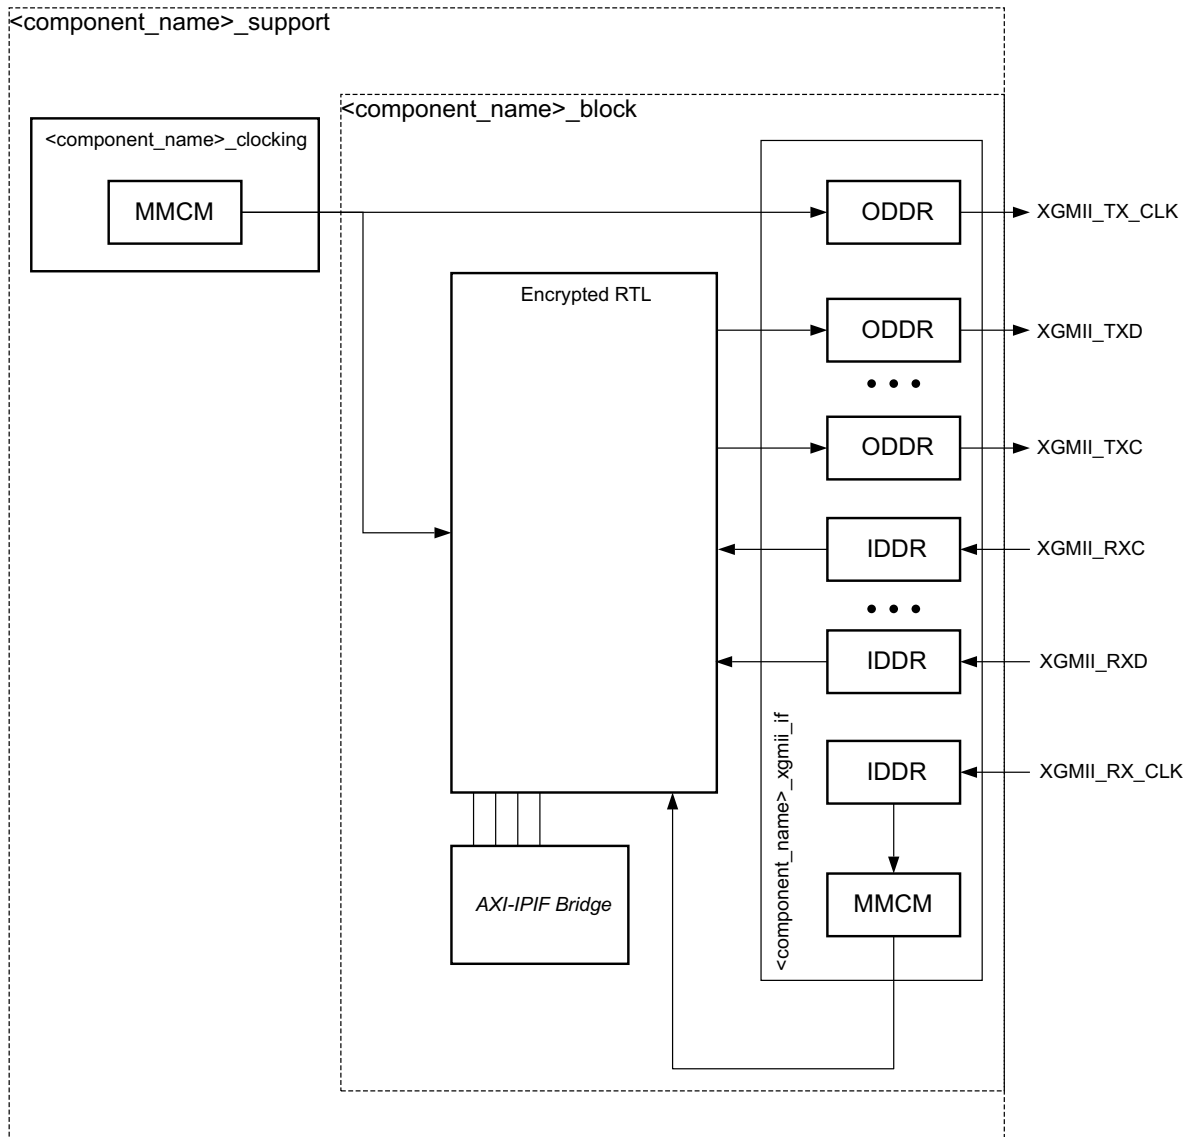 <component_name>_support
<component_name>_block
<component_name>_clocking
MMCM
ODDR
XGMII_TX_CLK
Encrypted RTL
ODDR
XGMII_TXD
ODDR
XGMII_TXC
IDDR
XGMII_RXC
IDDR
XGMII_RXD
<component_name>_xgmii_if
IDDR
XGMII_RX_CLK
MMCM
AXI-IPIF Bridge